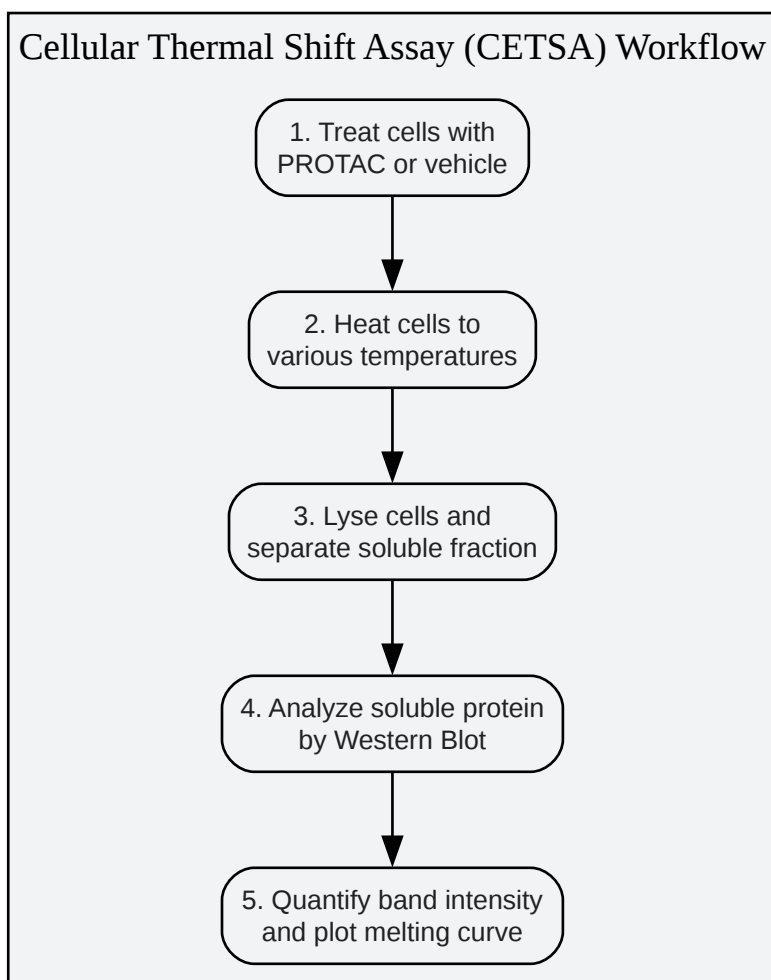 Cellular Thermal Shift Assay (CETSA) Workflow
1. Treat cells with
PROTAC or vehicle
2. Heat cells to
various temperatures
3. Lyse cells and
separate soluble fraction
4. Analyze soluble protein
by Western Blot
5. Quantify band intensity
and plot melting curve